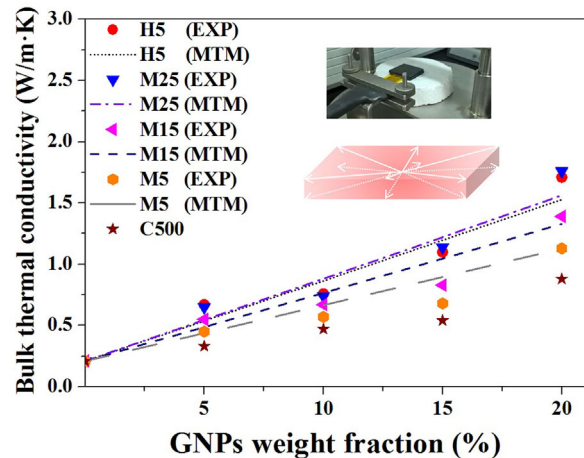 Bulk thermal conductivity (W/m·K)
3.0
2.5
2.0
1.5
1.0
0.5
0.0
H5 (EXP)
H5 (MTM)
M25 (EXP)
M25 (MTM)
M15 (EXP)
M15 (MTM)
M5 (EXP)
M5 (MTM)
C500
5 10 15 20
GNPs weight fraction (%)